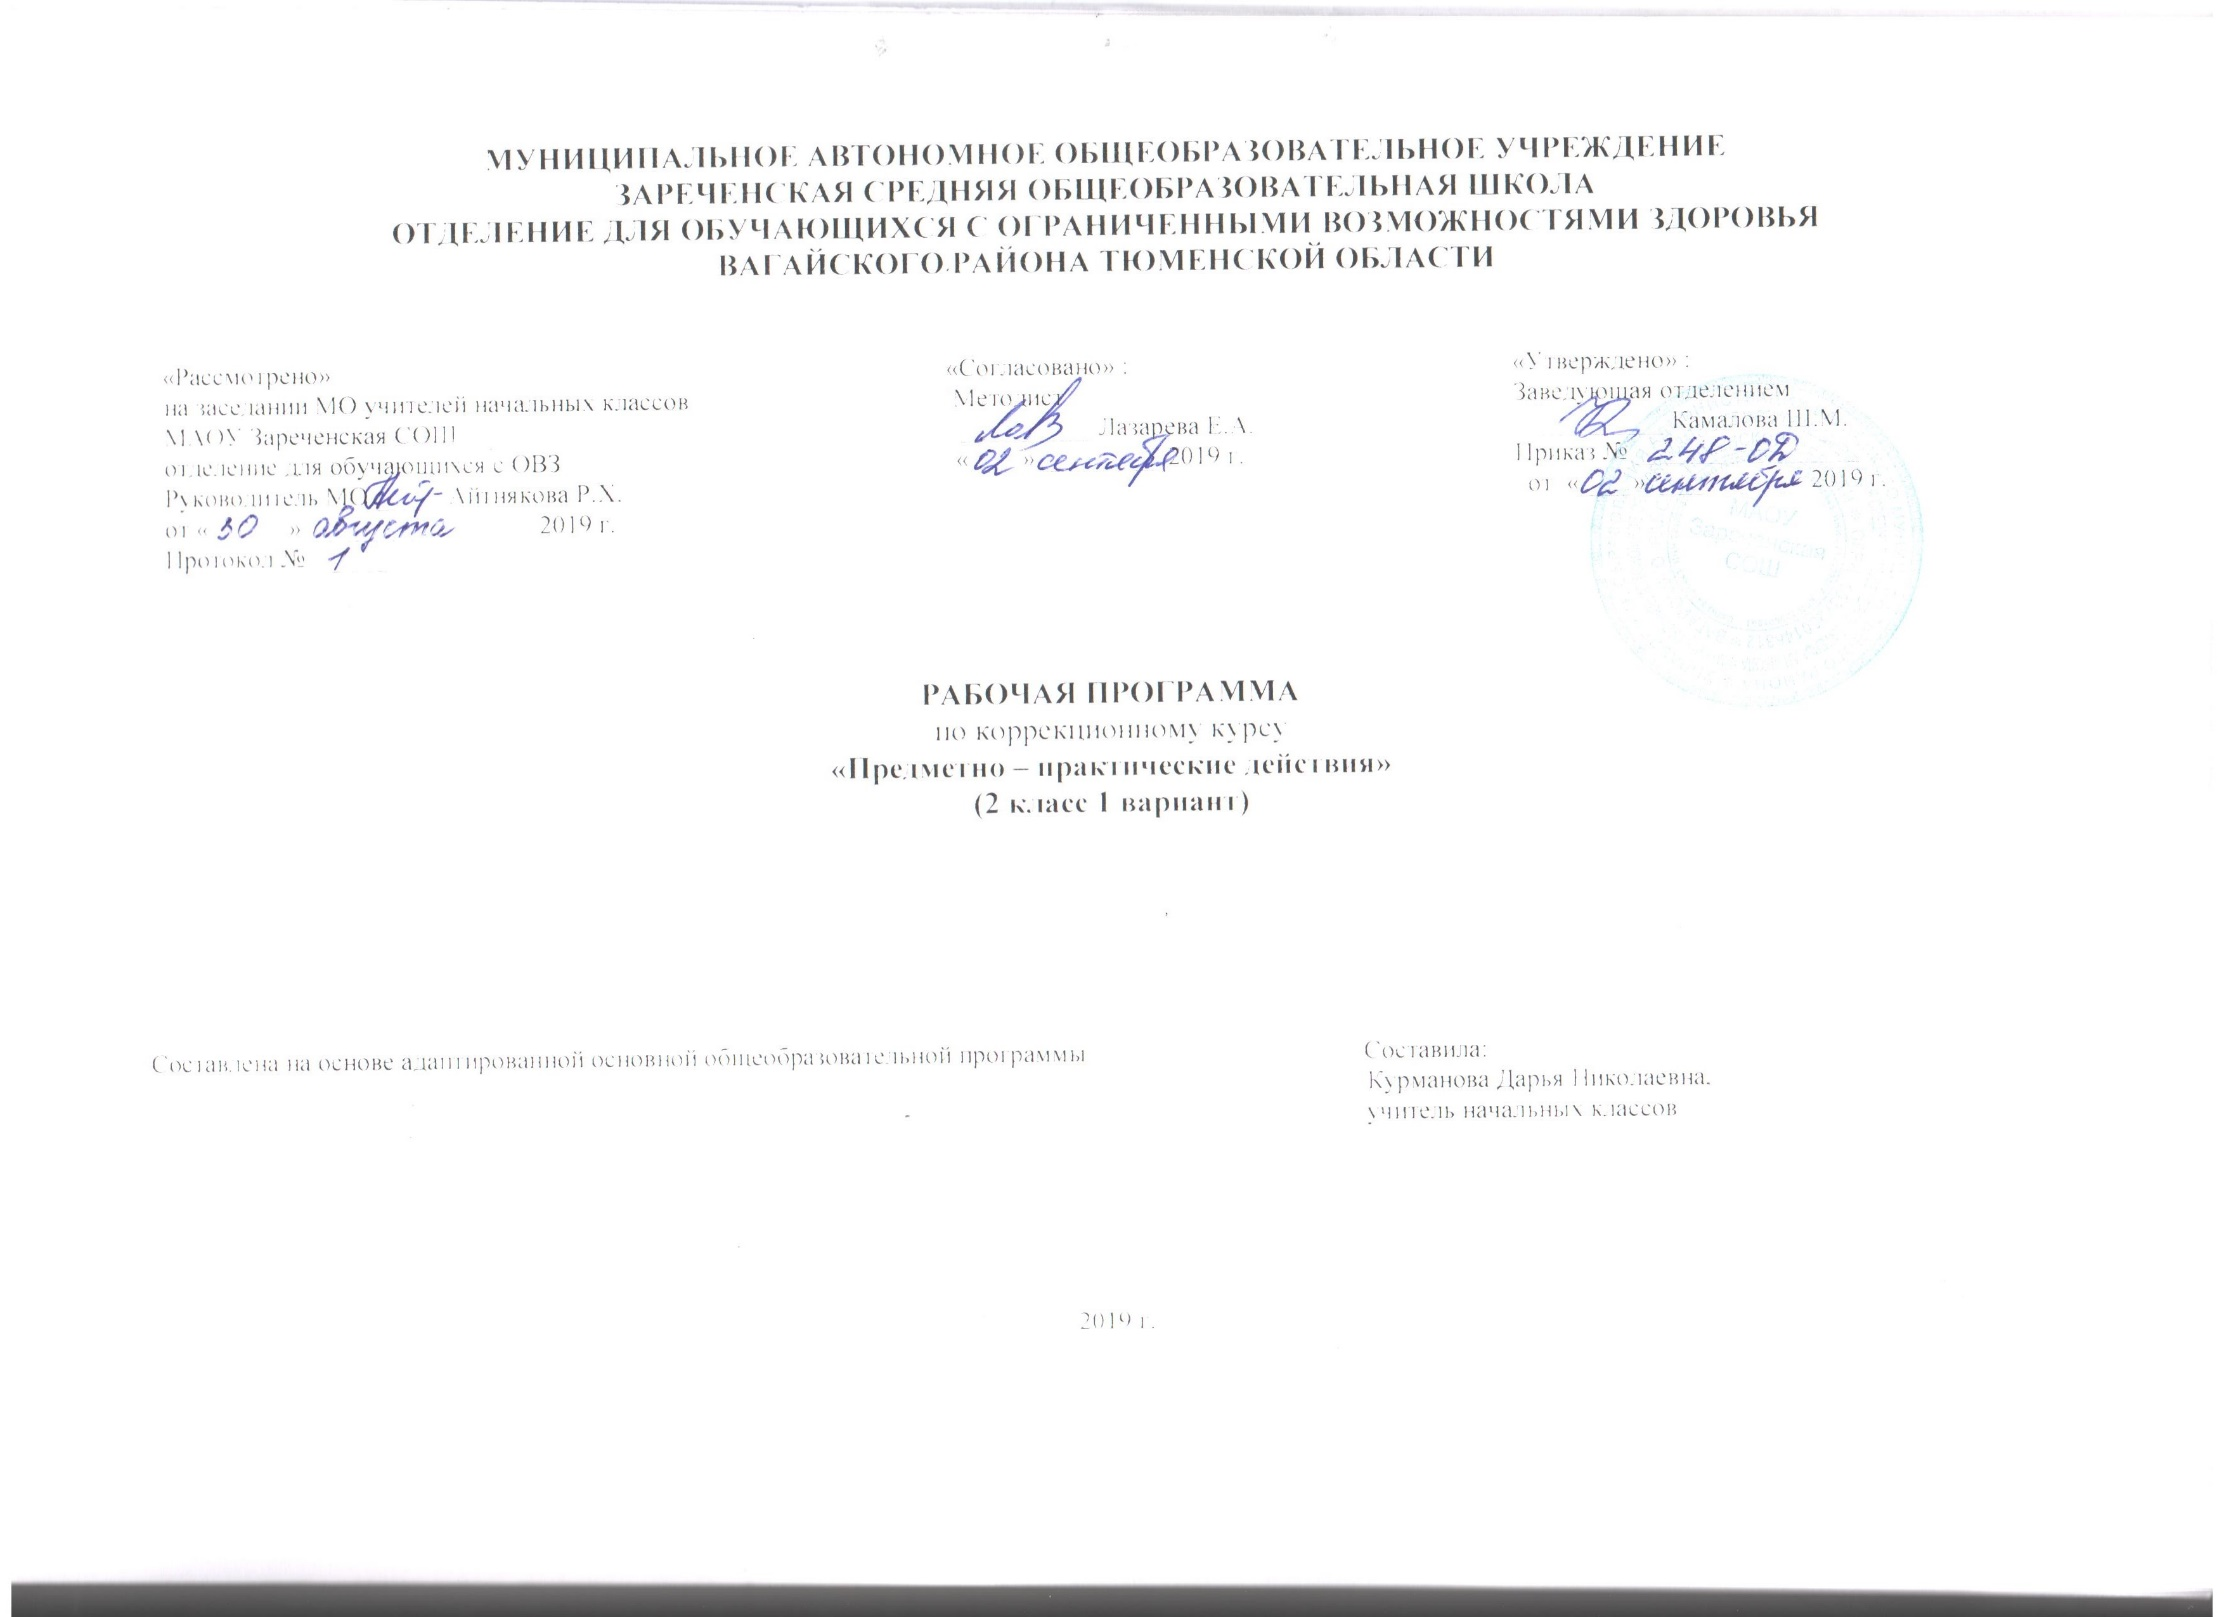 МУНИЦИПАЛЬНОЕ АВТОНОМНОЕ ОБЩЕОБРАЗОВАТЕЛЬНОЕ УЧРЕЖДЕНИЕ
ЗАРЕЧЕНСКАЯ СРЕДНЯЯ ОБЩЕОБРАЗОВАТЕЛЬНАЯ ШКОЛА
ОТДЕЛЕНИЕ ДЛЯ ОБУЧАЮЩИХСЯ С ОГРАНИЧЕННЫМИ ВОЗМОЖНОСТЯМИ ЗДОРОВЬЯ
ВАГАЙСКОГО РАЙОНА ТЮМЕНСКОЙ ОБЛАСТИ
«Рассмотрено»
на заседании МО учителей начальных классов
МАОУ Зареченская СОШ
отделение для обучающихся с ОВЗ
Руководитель МО Айтнякова Р.Х.
от « 30 » августа 2019 г.
Протокол № 1
«Согласовано» :
Методист
Лазарева Е.А.
« 02 » сентября 2019 г.
«Утверждено» :
Заведующая отделением
Камалова Ш.М.
Приказ № 248-ОД
от «02 » сентября 2019 г.
МАОУ
Зареченская
СОШ
РАБОЧАЯ ПРОГРАММА
по коррекционному курсу
«Предметно – практические действия»
(2 класс 1 вариант)
Составлена на основе адаптированной основной общеобразовательной программы
Составила:
Курманова Дарья Николаевна,
учитель начальных классов
2019 г.